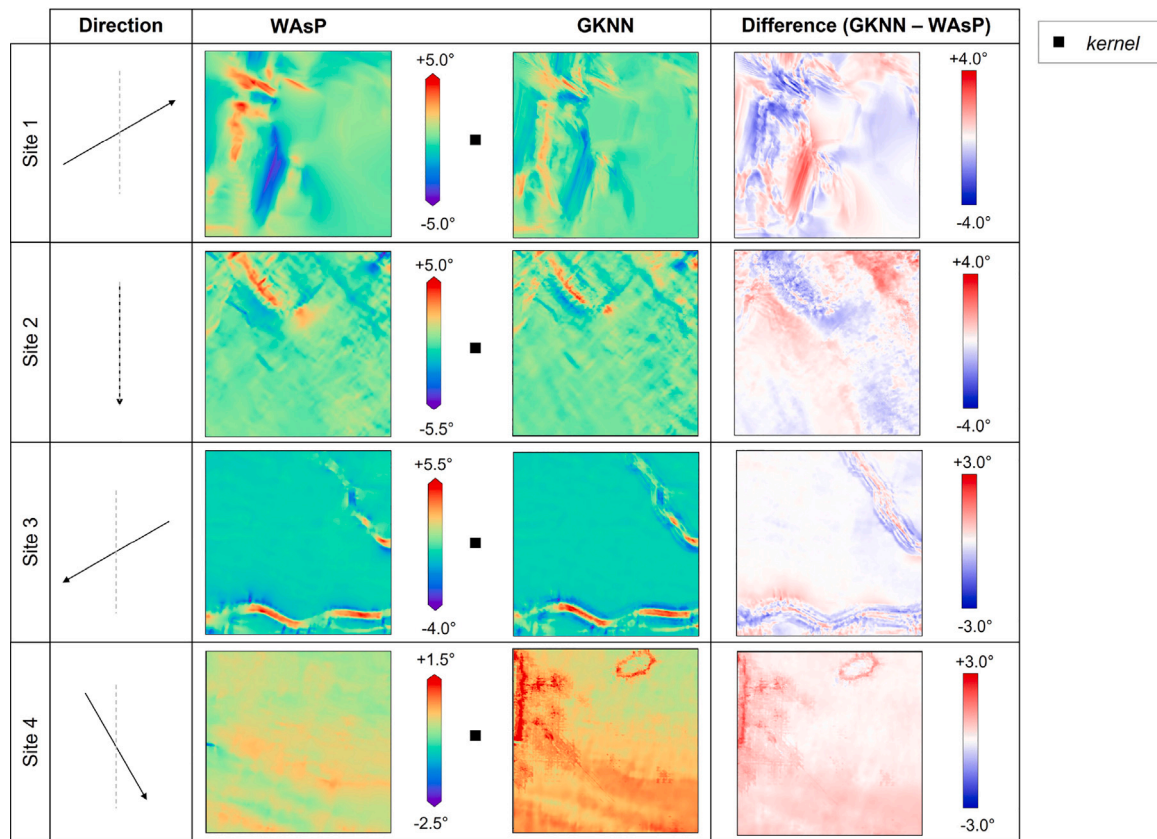 Direction WAsP GKNN Difference (GKNN – WAsP)
kernel
Site 1
+5.0°
-5.0°
+4.0°
-4.0°
Site 2
+5.0°
-5.5°
+4.0°
-4.0°
Site 3
+5.5°
-4.0°
+3.0°
-3.0°
Site 4
+1.5°
-2.5°
+3.0°
-3.0°